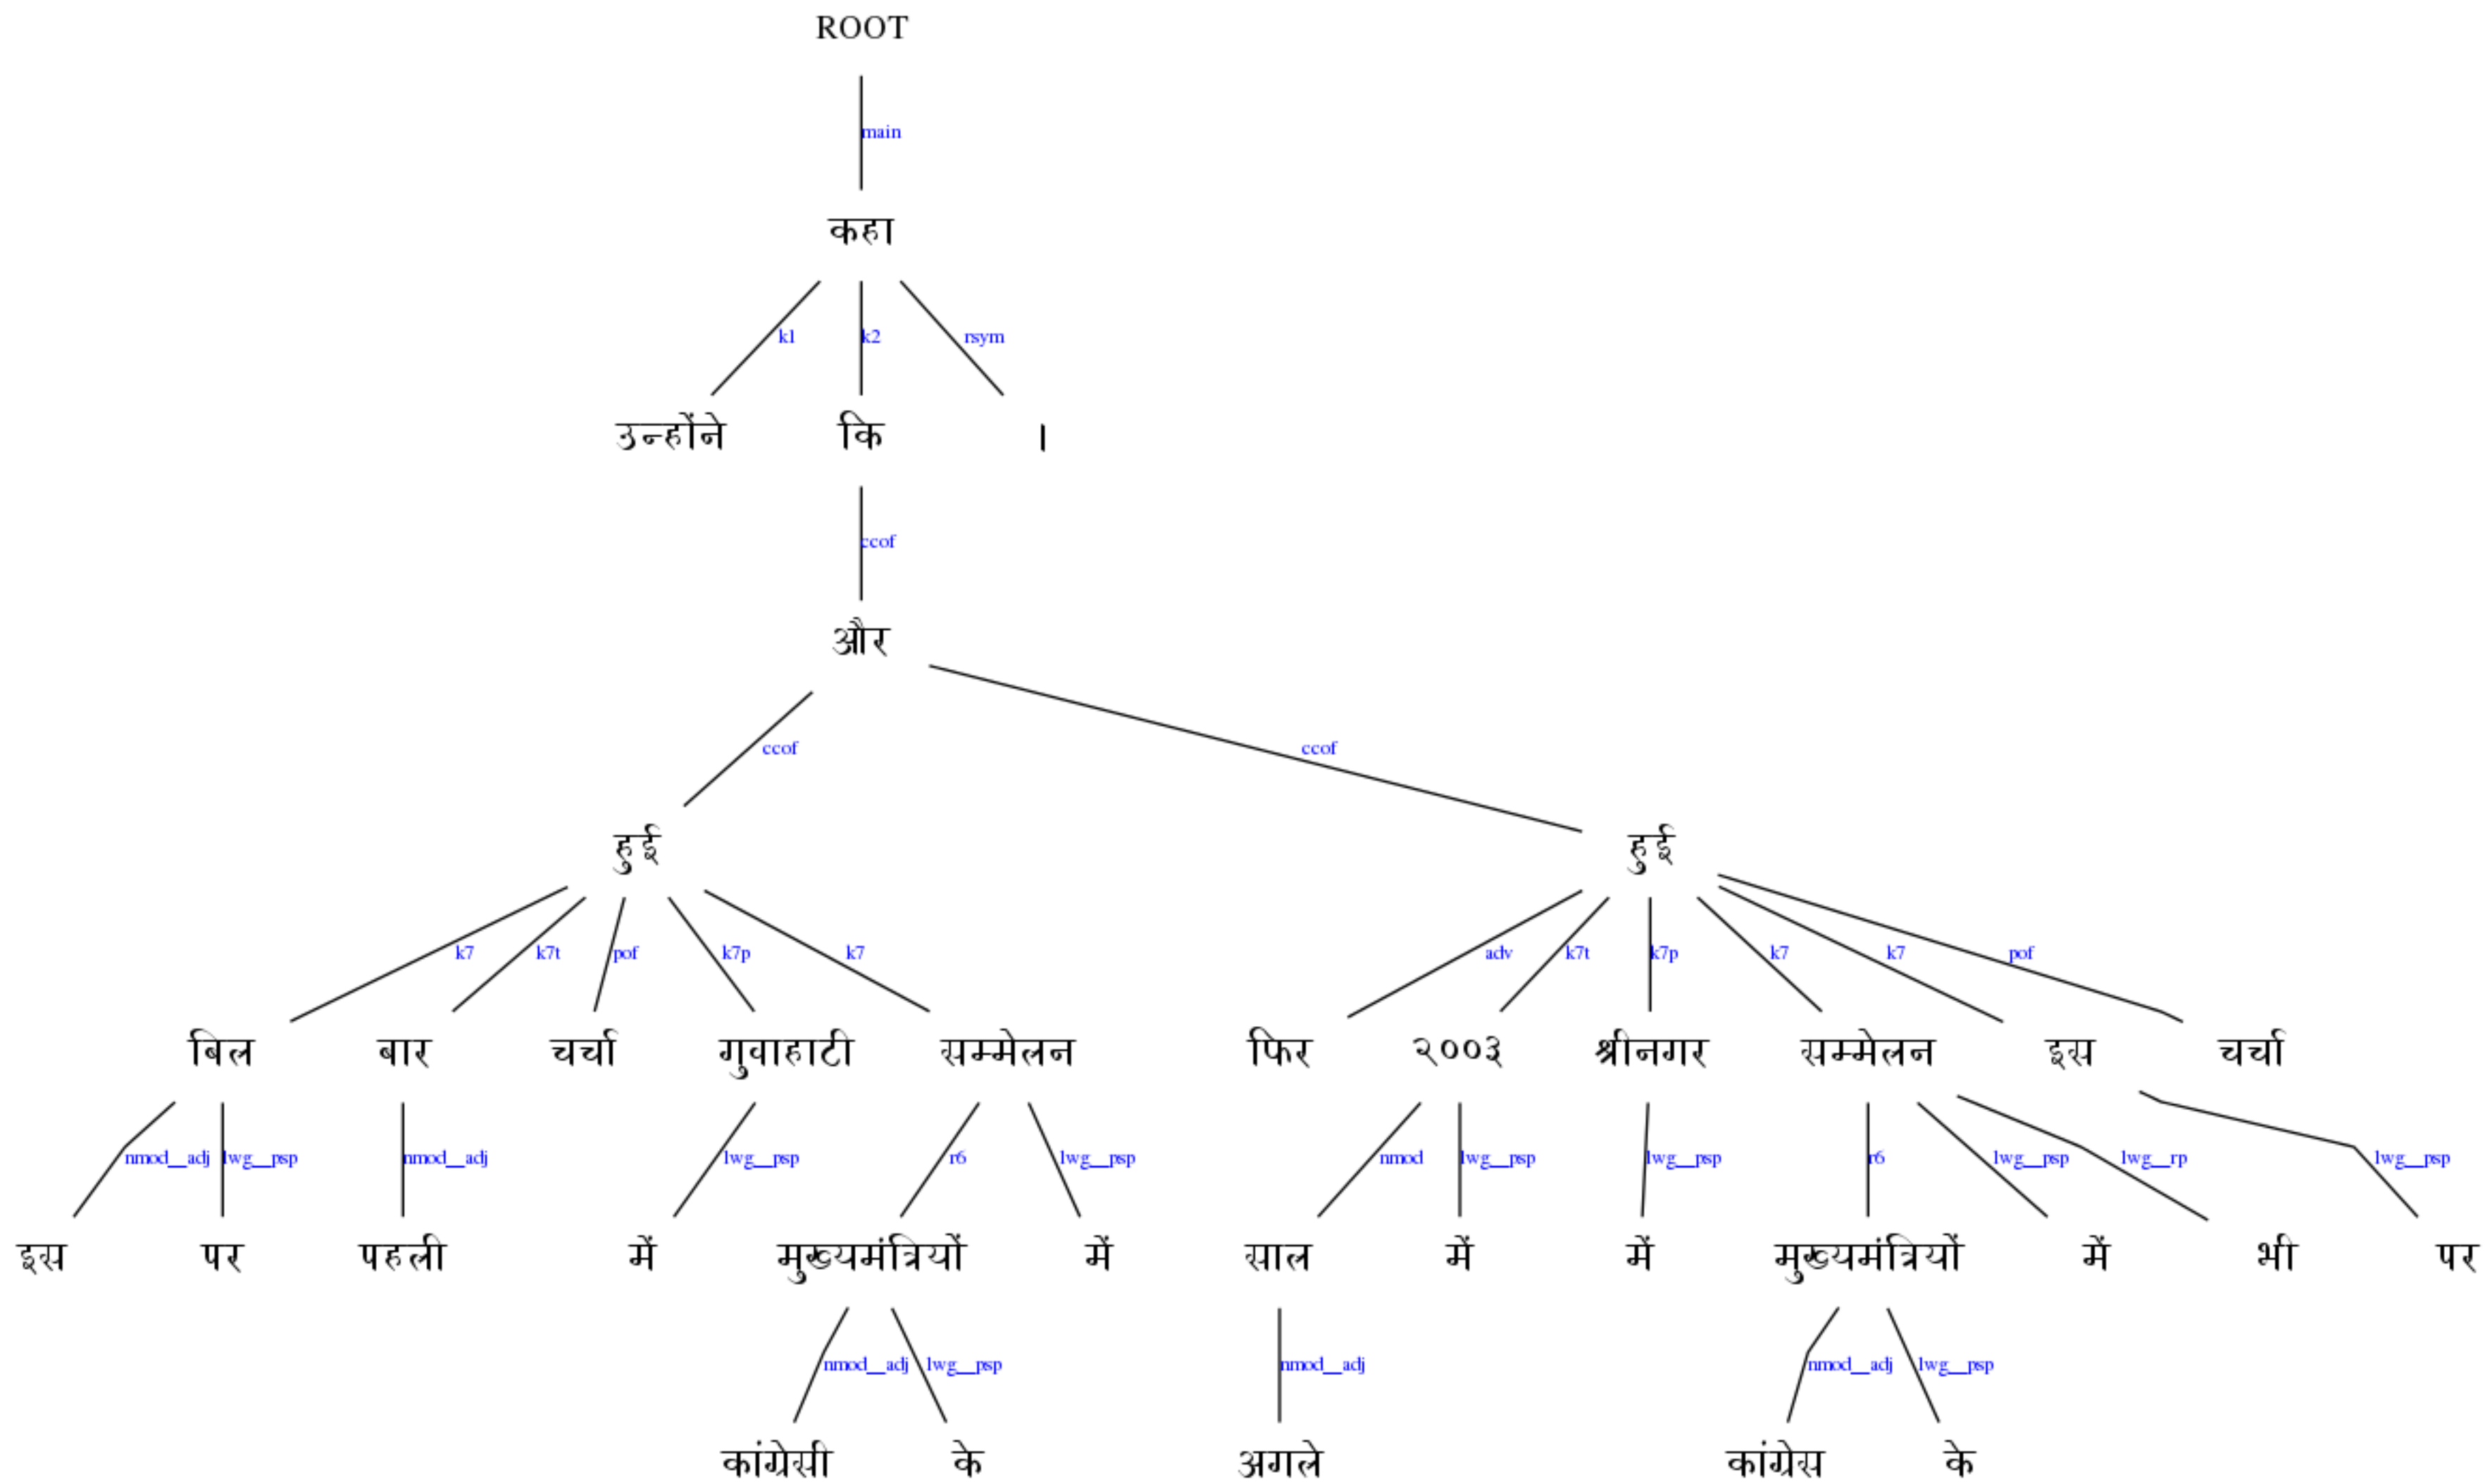 ROOT
main
कहा
k1 k2 rsym
उन्होंने कि ।
ccof
और
ccof ccof
हुई हुई
k7 k7t pof k7p k7 adv k7t k7p k7 k7 pof
बिल बार चर्चा गुवाहाटी सम्मेलन फिर २००३ श्रीनगर सम्मेलन इस चर्चा
nmod__adj lwg__psp nmod__adj lwg__psp r6 lwg__psp nmod lwg__psp lwg__psp r6 lwg__psp lwg__rp lwg__psp
इस पर पहली में मुख्यमंत्रियों में साल में में मुख्यमंत्रियों में भी पर
nmod__adj lwg__psp nmod__adj nmod__adj lwg__psp
कांग्रेसी के अगले कांग्रेस के